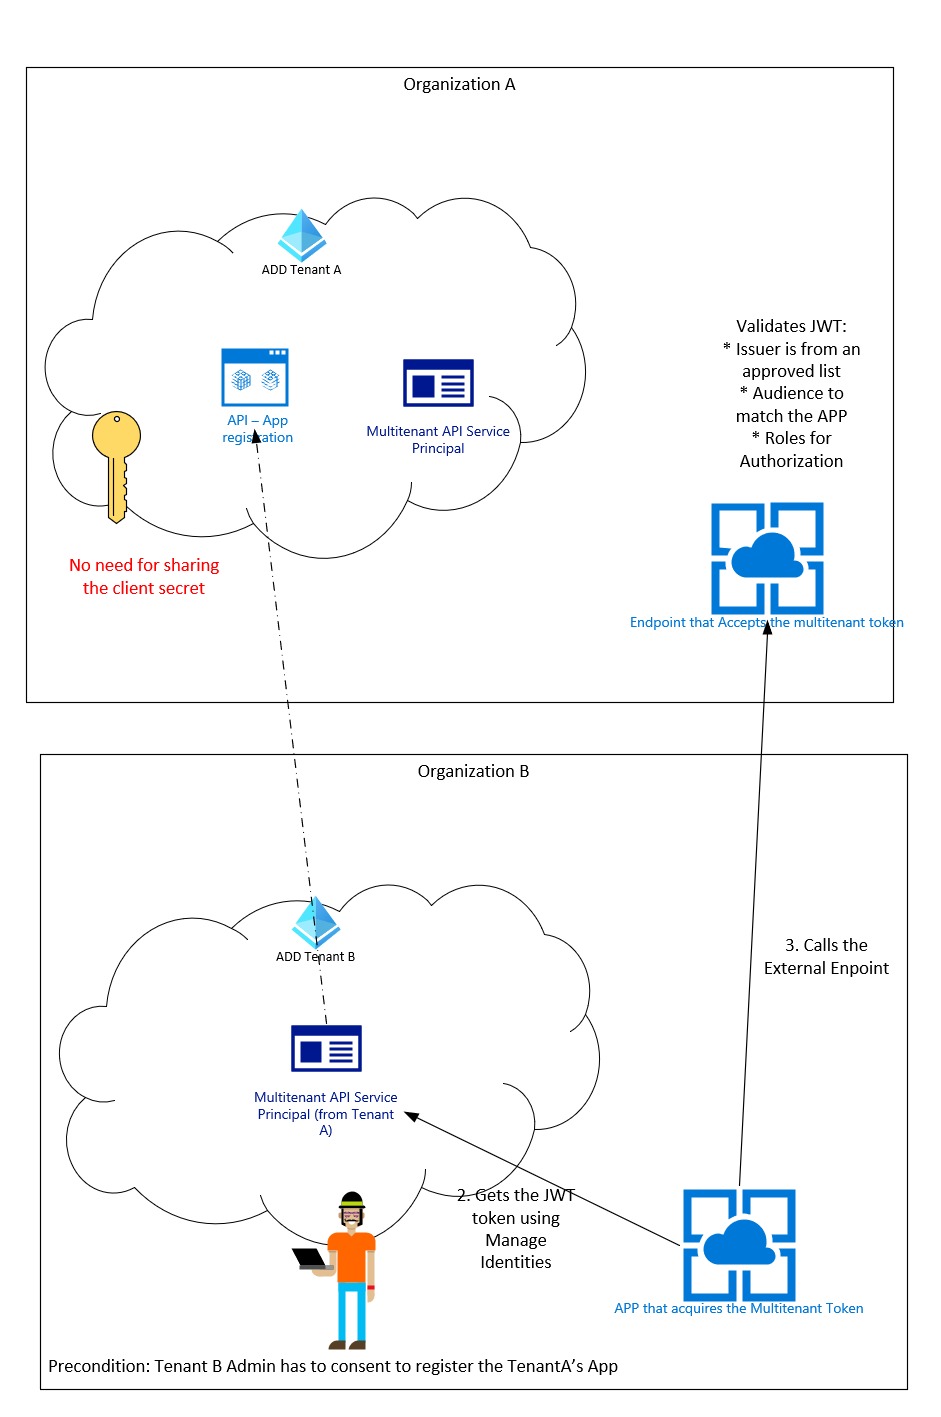 Organization A
ADD Tenant A
API – App
registration
Multitenant API Service
Principal
No need for sharing
the client secret
Validates JWT:
* Issuer is from an
approved list
* Audience to
match the APP
* Roles for
Authorization
Endpoint that Accepts the multitenant token
Organization B
ADD Tenant B
Multitenant API Service
Principal (from Tenant
A)
3. Calls the
External Enpoint
2. Gets the JWT
token using
Manage
Identities
APP that acquires the Multitenant Token
Precondition: Tenant B Admin has to consent to register the TenantA’s App